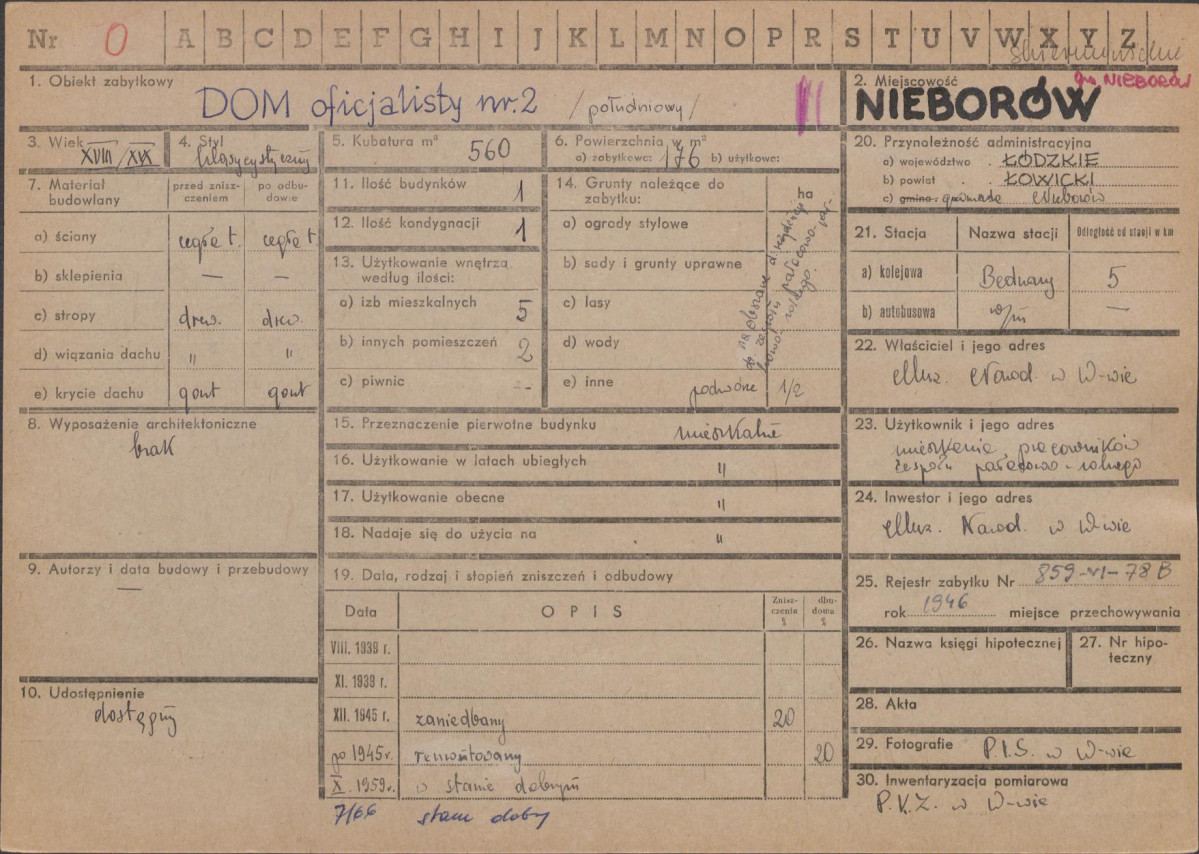 Nr 0 A B C D E F G H I J K L M N O P R S T U V W X Y Z
skierniewickie
1. Obiekt zabytkowy
DOM oficjalisty nr. 2 /południowy/
2. Miejscowość
gm NIEBORÓW
NIEBORÓW
3. Wiek
XVIII/XIX
4. Styl
klasycystyczny
5. Kubatura m³ 560
6. Powierzchnia w m²
a) zabytkowe: 176 b) użytkowe:
7. Materiał budowlany
przed zniszczeniem
po odbudowie
a) ściany cegła t. cegła t.
b) sklepienia — —
c) stropy drew. drew.
d) wiązania dachu " "
e) krycie dachu gont gont
8. Wyposażenie architektoniczne
brak
9. Autorzy i data budowy i przebudowy
—
10. Udostępnienie
dostępny
11. Ilość budynków 1
12. Ilość kondygnacji 1
13. Użytkowanie wnętrza
według ilości:
a) izb mieszkalnych 5
b) innych pomieszczeń 2
c) piwnic -
14. Grunty należące do
zabytku:
ha
a) ogrody stylowe
b) sady i grunty uprawne
c) lasy
d) wody
e) inne podwórze 1/2
na obszarze
15. Przeznaczenie pierwotne budynku mieszkalne
16. Użytkowanie w latach ubiegłych "
17. Użytkowanie obecne "
18. Nadaje się do użycia na "
19. Data, rodzaj i stopień zniszczeń i odbudowy
Data OPIS Zniszczenia % dbudowa %
VIII. 1939 r.
XI. 1939 r.
XII. 1945 r. zaniedbany 20
po 1945 r. remontowany 20
X. 1959 r. w stanie dobrym
7/66 stan dobry
20. Przynależność administracyjna
a) województwo . ŁÓDZKIE
b) powiat . . ŁOWICKI
c) gmina. gromada Nieborów
21. Stacja Nazwa stacji Odległość od stacji w km
a) kolejowa Bednary 5
b) autobusowa w/m —
22. Właściciel i jego adres
Muz. Narod. w W-wie
23. Użytkownik i jego adres
mieszkania pracowników
zespołu pałacowo-rolnego
24. Inwestor i jego adres
Muz. Narod. w W-wie
25. Rejestr zabytku Nr 859-VI-78 B
rok 1946 miejsce przechowywania
26. Nazwa księgi hipotecznej
27. Nr hipoteczny
28. Akta
29. Fotografie P.I.S. w W-wie
30. Inwentaryzacja pomiarowa
P.K.Z. w W-wie